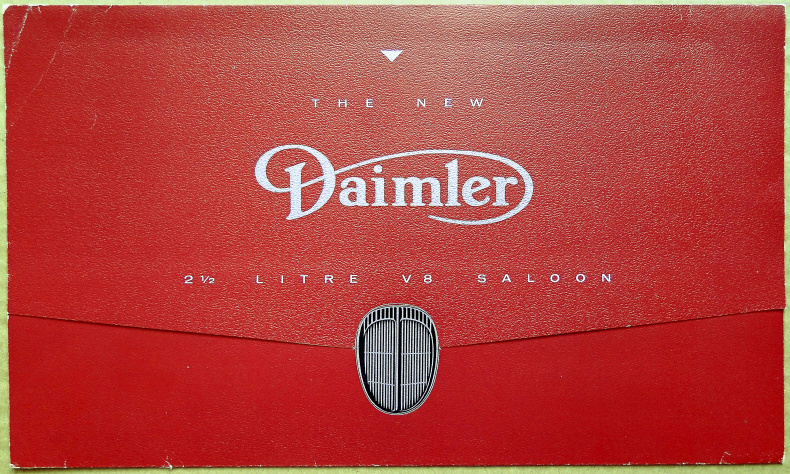 THE NEW
Daimler
2½ LITRE V8 SALOON